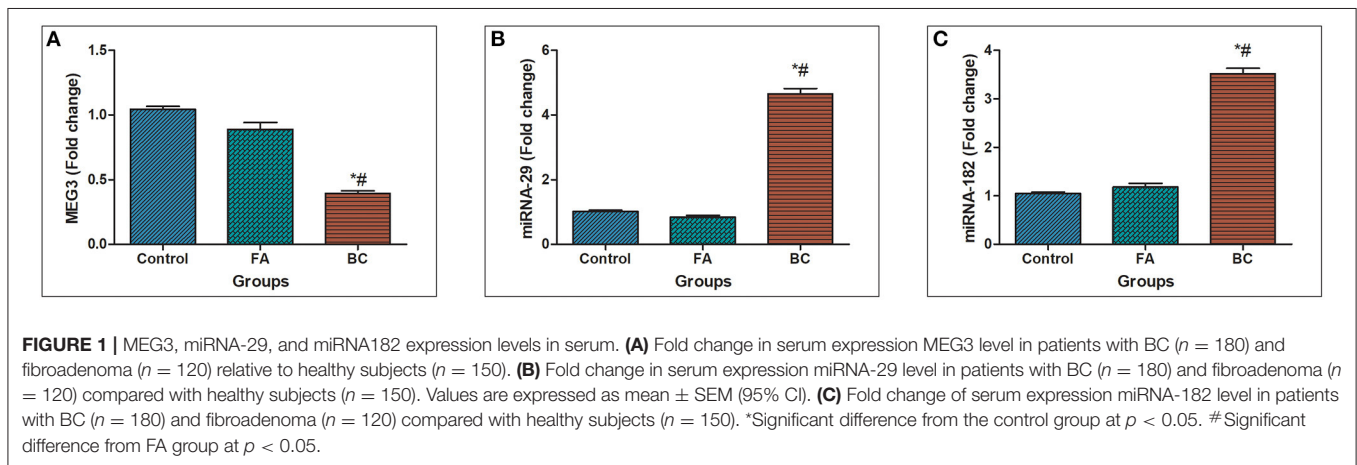 A
MEG3 (Fold change)
1.5
1.0
0.5
0.0
*#
Control FA BC
Groups
B
miRNA-29 (Fold change)
6
4
2
0
*#
Control FA BC
Groups
C
miRNA-182 (Fold change)
4
3
2
1
0
*#
Control FA BC
Groups
FIGURE 1 | MEG3, miRNA-29, and miRNA182 expression levels in serum. (A) Fold change in serum expression MEG3 level in patients with BC (n = 180) and
fibroadenoma (n = 120) relative to healthy subjects (n = 150). (B) Fold change in serum expression miRNA-29 level in patients with BC (n = 180) and fibroadenoma (n
= 120) compared with healthy subjects (n = 150). Values are expressed as mean ± SEM (95% CI). (C) Fold change of serum expression miRNA-182 level in patients
with BC (n = 180) and fibroadenoma (n = 120) compared with healthy subjects (n = 150). *Significant difference from the control group at p < 0.05. #Significant
difference from FA group at p < 0.05.